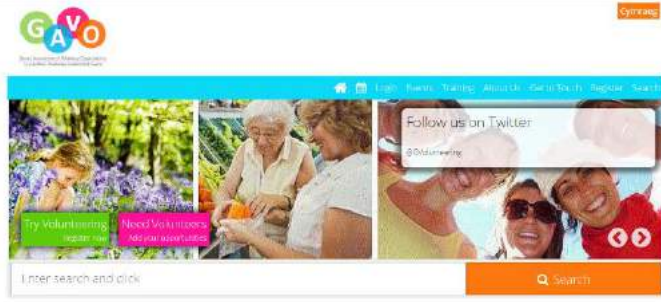 Cymraeg
GAVO
Login Events Training About Us Get in Touch Register Search
Follow us on Twitter
@GVolunteering
Try Volunteering
Register now
Need Volunteers
Add your opportunities
Enter search and click
Search